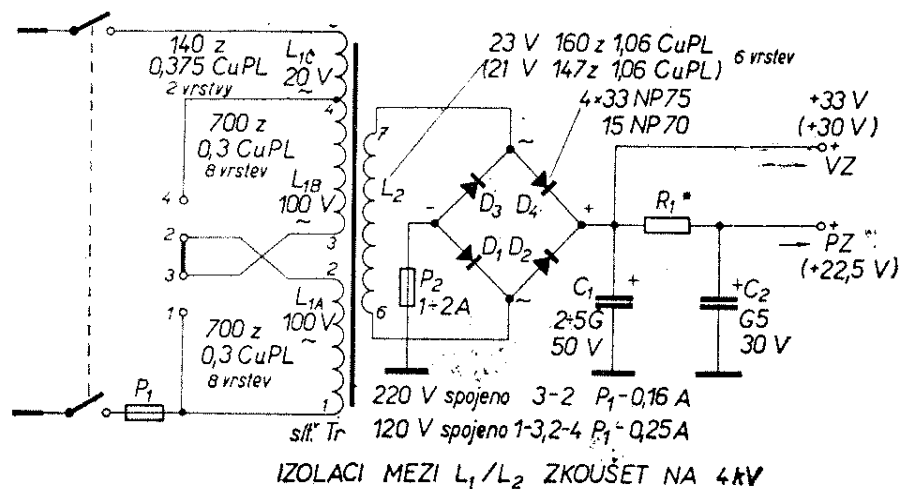 140 z
0,375 CuPL
2 vrstvy
L1C
20 V
~
4
700 z
0,3 CuPL
8 vrstev
L1B
100 V
~
4
3
2
3
2
1
L1A
100 V
~
700 z
0,3 CuPL
8 vrstev
P1
1
síť. Tr
23 V 160 z 1,06 CuPL
(21 V 147 z 1,06 CuPL)
6 vrstev
4×33 NP75
15 NP70
7
L2
6
~
D3 D4
- +
D1 D2
~
P2
1÷2A
+33 V
(+30 V)
+
VZ
R1*
+
PZ
(+22,5 V)
C1 +
2÷5G
50 V
+ C2
G5
30 V
220 V spojeno 3-2 P1-0,16 A
120 V spojeno 1-3, 2-4 P1-0,25 A
IZOLACI MEZI L1/L2 ZKOUŠET NA 4kV